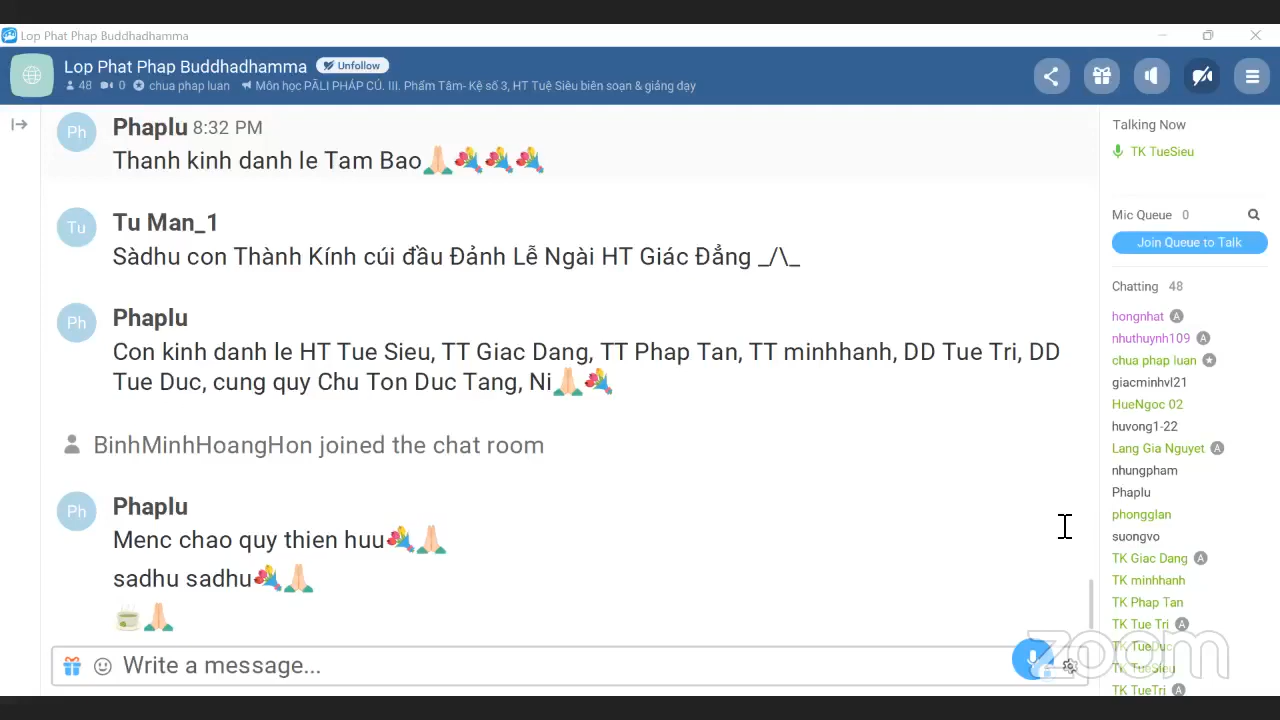 Lop Phat Phap Buddhadhamma
Lop Phat Phap Buddhadhamma Unfollow
48 0 chua phap luan Môn học PĀLI PHÁP CÚ. III. Phẩm Tâm- Kệ số 3, HT Tuệ Siêu biên soạn & giảng dạy
Ph Phaplu 8:32 PM
Thanh kinh danh le Tam Bao🙏🏻💐💐💐
Tu Tu Man_1
Sàdhu con Thành Kính cúi đầu Đảnh Lễ Ngài HT Giác Đẳng _/\_
Ph Phaplu
Con kinh danh le HT Tue Sieu, TT Giac Dang, TT Phap Tan, TT minhhanh, DD Tue Tri, DD
Tue Duc, cung quy Chu Ton Duc Tang, Ni🙏🏻💐
BinhMinhHoangHon joined the chat room
Ph Phaplu
Menc chao quy thien huu💐🙏🏻
sadhu sadhu💐🙏🏻
🍵🙏🏻
Write a message...
Talking Now
TK TueSieu
Mic Queue 0
Join Queue to Talk
Chatting 48
hongnhat A
nhuthuynh109 A
chua phap luan
giacminhvl21
HueNgoc 02
huvong1-22
Lang Gia Nguyet A
nhungpham
Phaplu
phongglan
suongvo
TK Giac Dang A
TK minhhanh
TK Phap Tan
TK Tue Tri A
TK TueDuc
TK TueSieu
TK TueTri A
zoom